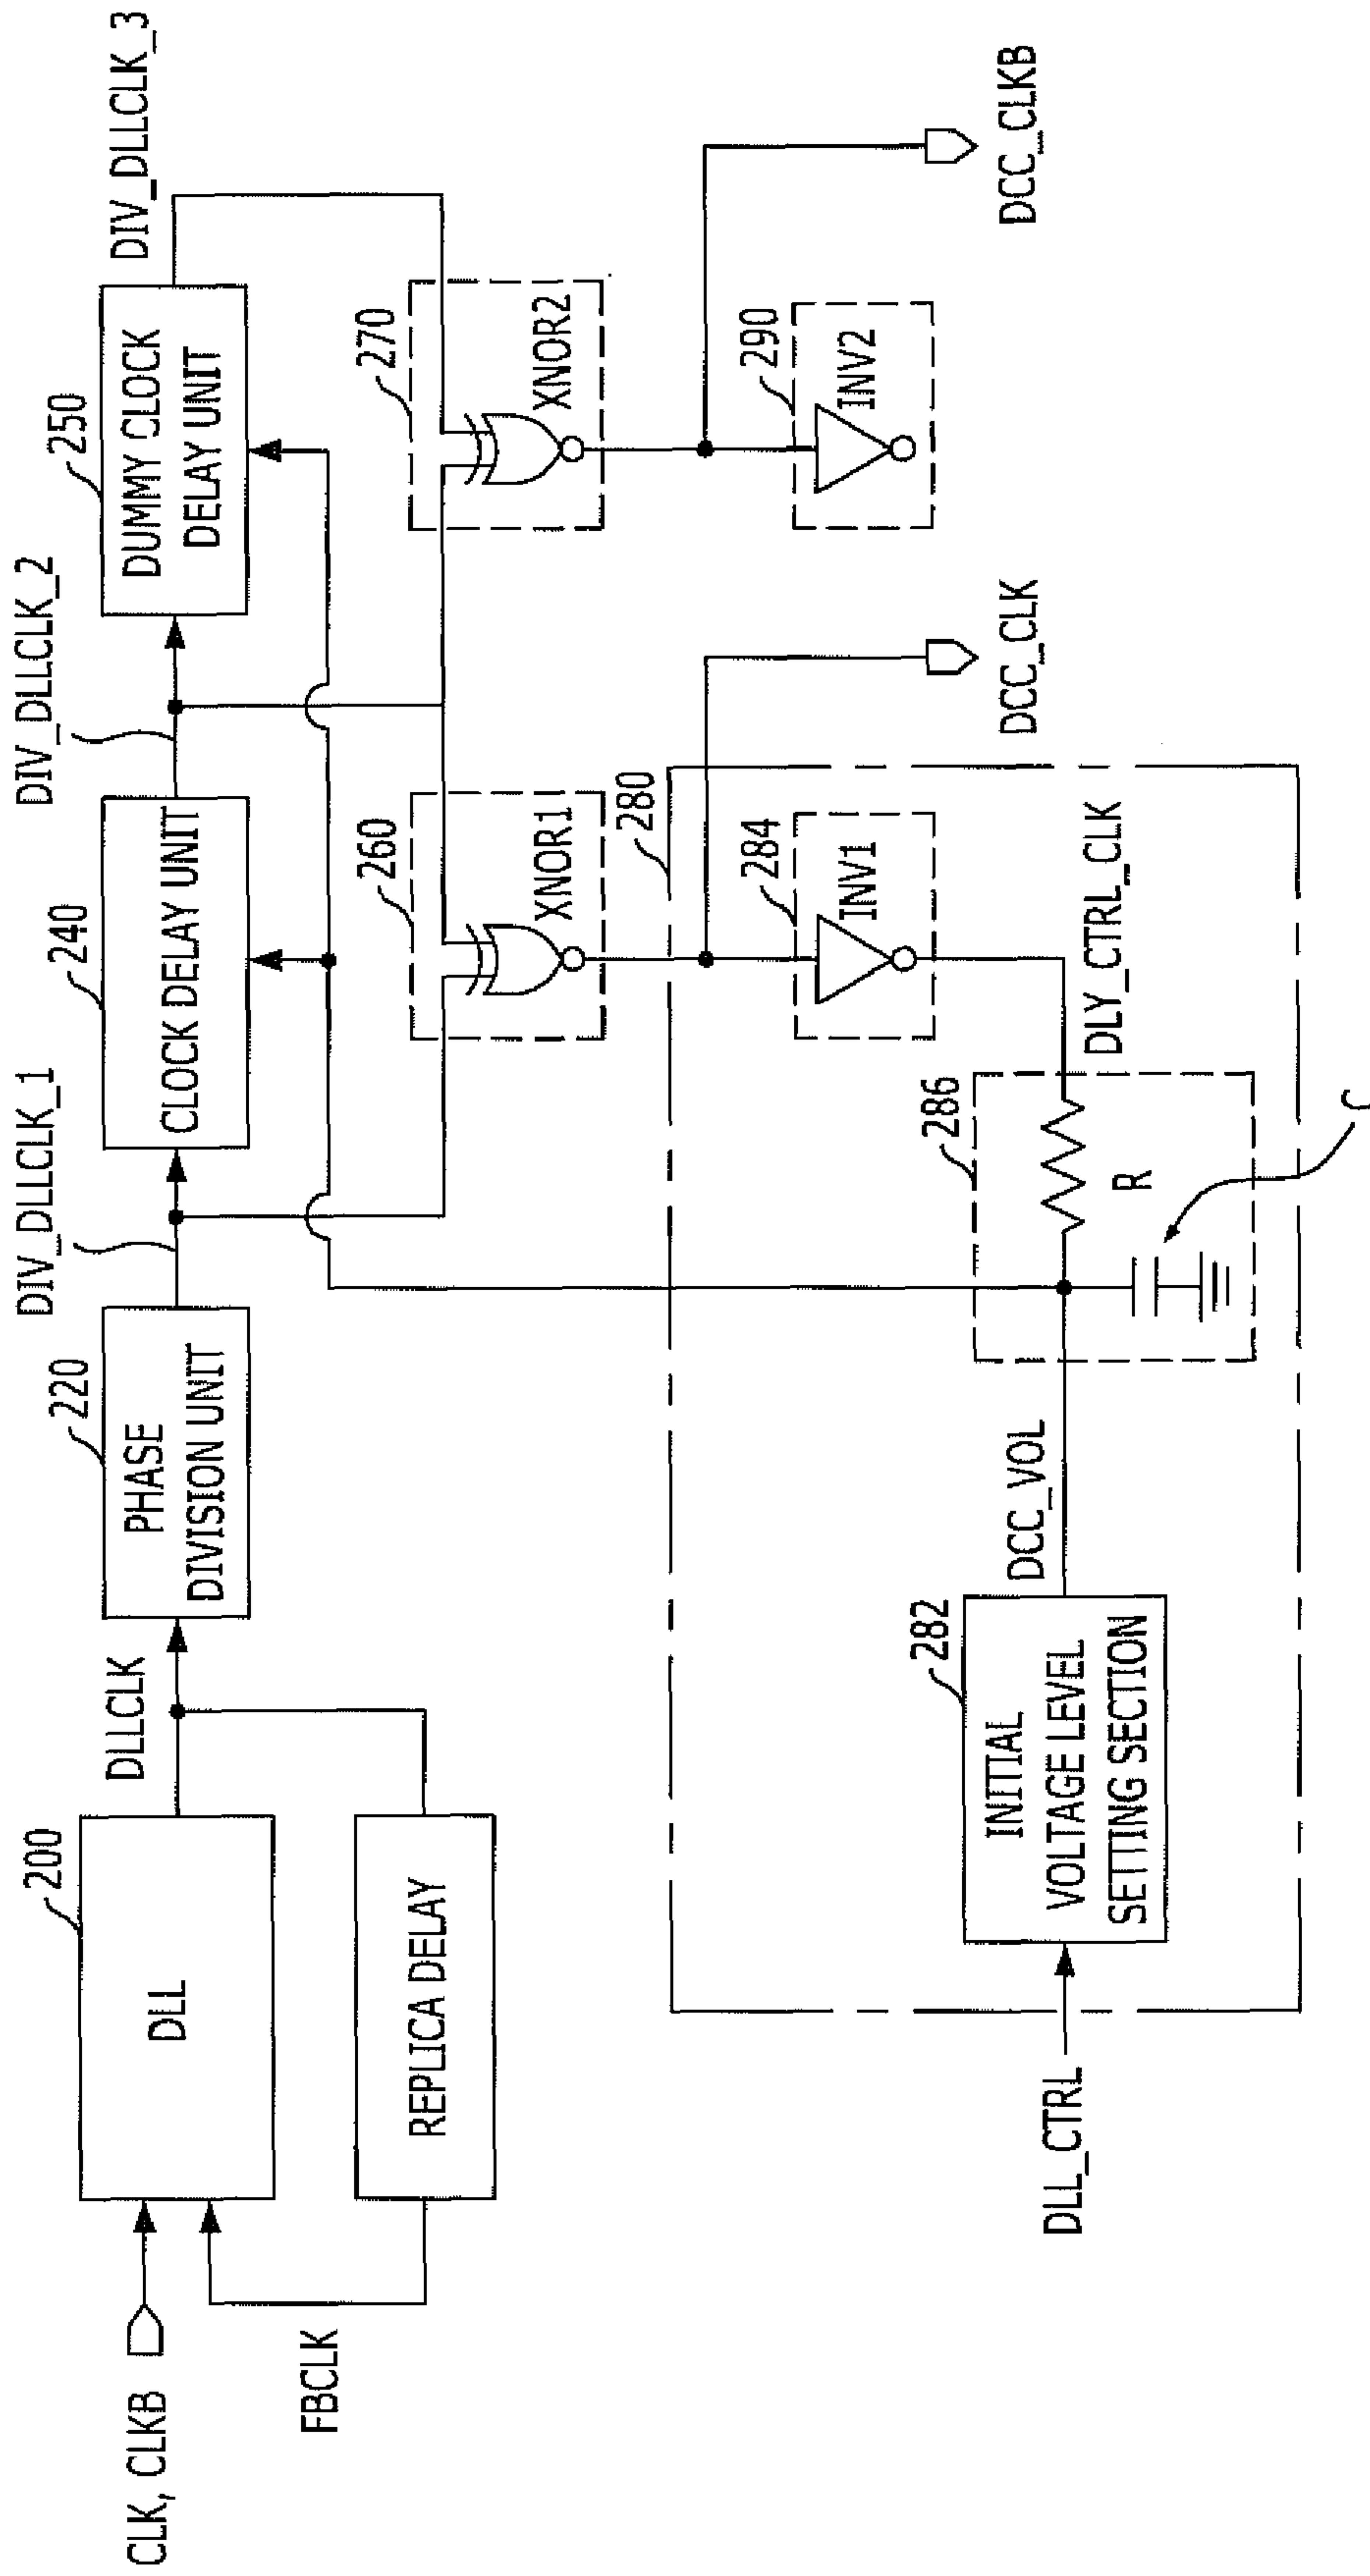 CLK, CLKB
FBCLK
200
DLL
REPLICA DELAY
DLLCLK
220
PHASE
DIVISION UNIT
DIV_DLLCLK_1
240
CLOCK DELAY UNIT
DIV_DLLCLK_2
250
DUMMY CLOCK
DELAY UNIT
DIV_DLLCLK_3
260
XNOR1
270
XNOR2
280
284
INV1
290
INV2
DCC_CLK
DCC_CLKB
DLL_CTRL
282
INITIAL
VOLTAGE LEVEL
SETTING SECTION
DCC_VOL
286
R
C
DLY_CTRL_CLK